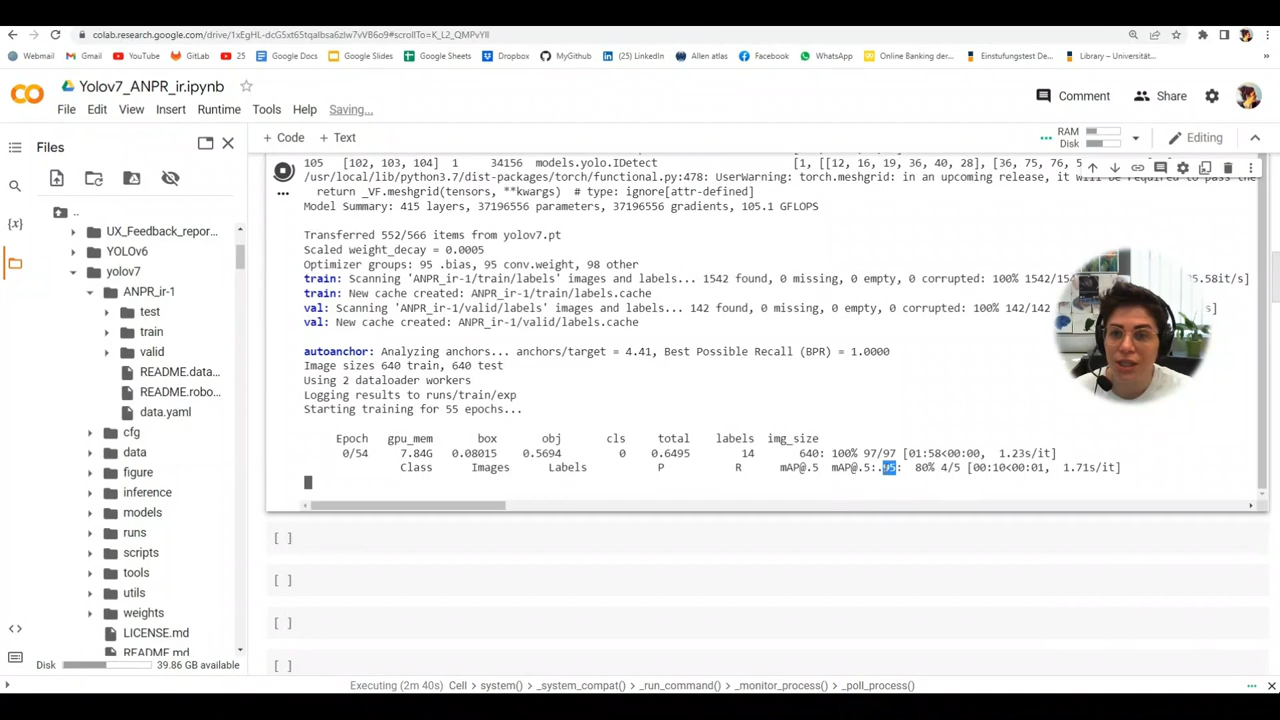 colab.research.google.com/drive/1xEgHL-dcG5xt65tqalbsa6zlw7vVB6o9#scrollTo=K_L2_QMPvYIl
Webmail
Gmail
YouTube
GitLab
25
Google Docs
Google Slides
Google Sheets
Dropbox
MyGithub
(25) LinkedIn
Allen atlas
Facebook
WhatsApp
Online Banking der...
Einstufungstest De...
Library – Universität...
Yolov7_ANPR_ir.ipynb
File Edit View Insert Runtime Tools Help Saving...
Comment
Share
Files
+ Code + Text
RAM
Disk
Editing
..
UX_Feedback_repor...
YOLOv6
yolov7
ANPR_ir-1
test
train
valid
README.data...
README.robo...
data.yaml
cfg
data
figure
inference
models
runs
scripts
tools
utils
weights
LICENSE.md
README.md
Disk 39.86 GB available
105 [102, 103, 104] 1 34156 models.yolo.IDetect [1, [[12, 16, 19, 36, 40, 28], [36, 75, 76, 5
/usr/local/lib/python3.7/dist-packages/torch/functional.py:478: UserWarning: torch.meshgrid: in an upcoming release, it will be required to pass the
return _VF.meshgrid(tensors, **kwargs) # type: ignore[attr-defined]
Model Summary: 415 layers, 37196556 parameters, 37196556 gradients, 105.1 GFLOPS
Transferred 552/566 items from yolov7.pt
Scaled weight_decay = 0.0005
Optimizer groups: 95 .bias, 95 conv.weight, 98 other
train: Scanning 'ANPR_ir-1/train/labels' images and labels... 1542 found, 0 missing, 0 empty, 0 corrupted: 100% 1542/154 5.58it/s]
train: New cache created: ANPR_ir-1/train/labels.cache
val: Scanning 'ANPR_ir-1/valid/labels' images and labels... 142 found, 0 missing, 0 empty, 0 corrupted: 100% 142/142
val: New cache created: ANPR_ir-1/valid/labels.cache
autoanchor: Analyzing anchors... anchors/target = 4.41, Best Possible Recall (BPR) = 1.0000
Image sizes 640 train, 640 test
Using 2 dataloader workers
Logging results to runs/train/exp
Starting training for 55 epochs...
Epoch gpu_mem box obj cls total labels img_size
0/54 7.84G 0.08015 0.5694 0 0.6495 14 640: 100% 97/97 [01:58<00:00, 1.23s/it]
Class Images Labels P R mAP@.5 mAP@.5:.95: 80% 4/5 [00:10<00:01, 1.71s/it]
[ ]
[ ]
[ ]
[ ]
Executing (2m 40s) Cell > system() > _system_compat() > _run_command() > _monitor_process() > _poll_process()